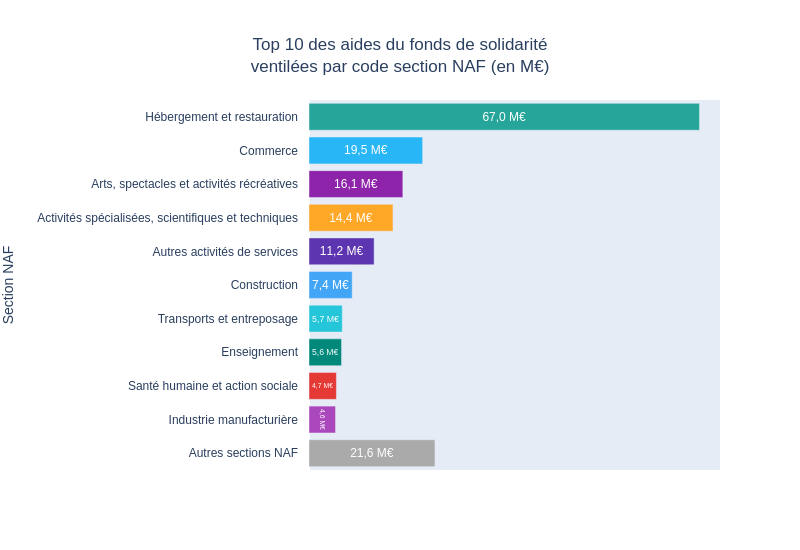 Top 10 des aides du fonds de solidarité
ventilées par code section NAF (en M€)
Section NAF
Hébergement et restauration 67,0 M€
Commerce 19,5 M€
Arts, spectacles et activités récréatives 16,1 M€
Activités spécialisées, scientifiques et techniques 14,4 M€
Autres activités de services 11,2 M€
Construction 7,4 M€
Transports et entreposage 5,7 M€
Enseignement 5,6 M€
Santé humaine et action sociale 4,7 M€
Industrie manufacturière 4,6 M€
Autres sections NAF 21,6 M€